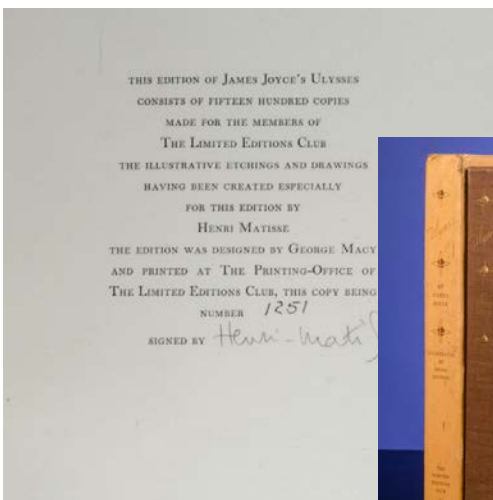 THIS EDITION OF JAMES JOYCE'S ULYSSES
CONSISTS OF FIFTEEN HUNDRED COPIES
MADE FOR THE MEMBERS OF
THE LIMITED EDITIONS CLUB
THE ILLUSTRATIVE ETCHINGS AND DRAWINGS
HAVING BEEN CREATED ESPECIALLY
FOR THIS EDITION BY
HENRI MATISSE
THE EDITION WAS DESIGNED BY GEORGE MACY
AND PRINTED AT THE PRINTING-OFFICE OF
THE LIMITED EDITIONS CLUB, THIS COPY BEING
NUMBER 1251
SIGNED BY Henri-Matis